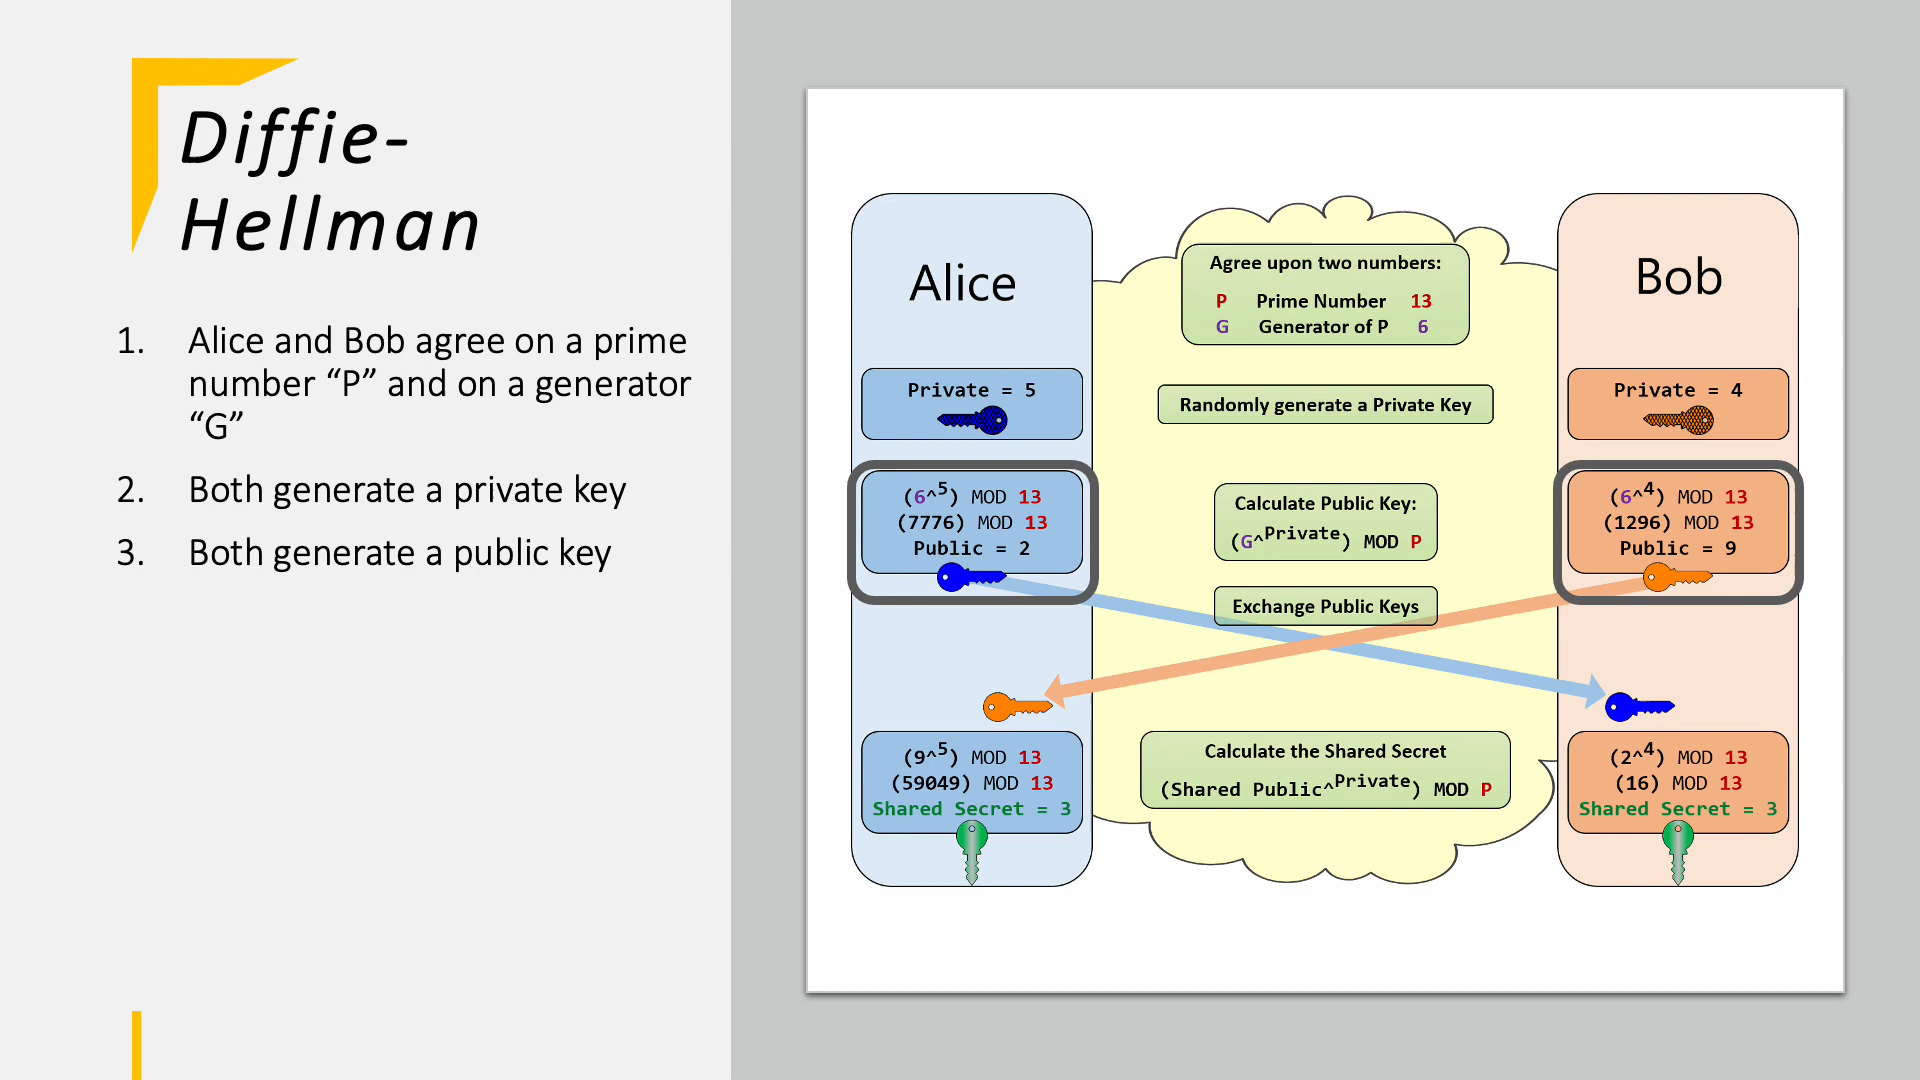 Diffie-
Hellman
1. Alice and Bob agree on a prime
number “P” and on a generator
“G”
2. Both generate a private key
3. Both generate a public key
Alice
Private = 5
(6^5) MOD 13
(7776) MOD 13
Public = 2
(9^5) MOD 13
(59049) MOD 13
Shared Secret = 3
Agree upon two numbers:
P Prime Number 13
G Generator of P 6
Randomly generate a Private Key
Calculate Public Key:
(G^Private) MOD P
Exchange Public Keys
Calculate the Shared Secret
(Shared Public^Private) MOD P
Bob
Private = 4
(6^4) MOD 13
(1296) MOD 13
Public = 9
(2^4) MOD 13
(16) MOD 13
Shared Secret = 3